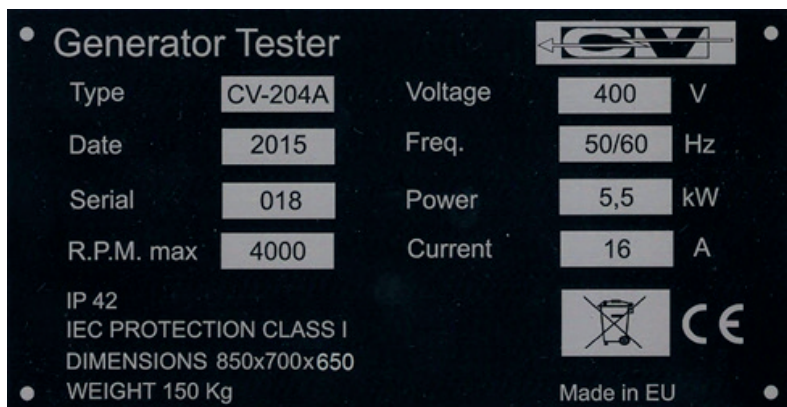 Generator Tester CV
Type CV-204A Voltage 400 V
Date 2015 Freq. 50/60 Hz
Serial 018 Power 5,5 kW
R.P.M. max 4000 Current 16 A
IP 42
IEC PROTECTION CLASS I
DIMENSIONS 850x700x650
WEIGHT 150 Kg
CE
Made in EU